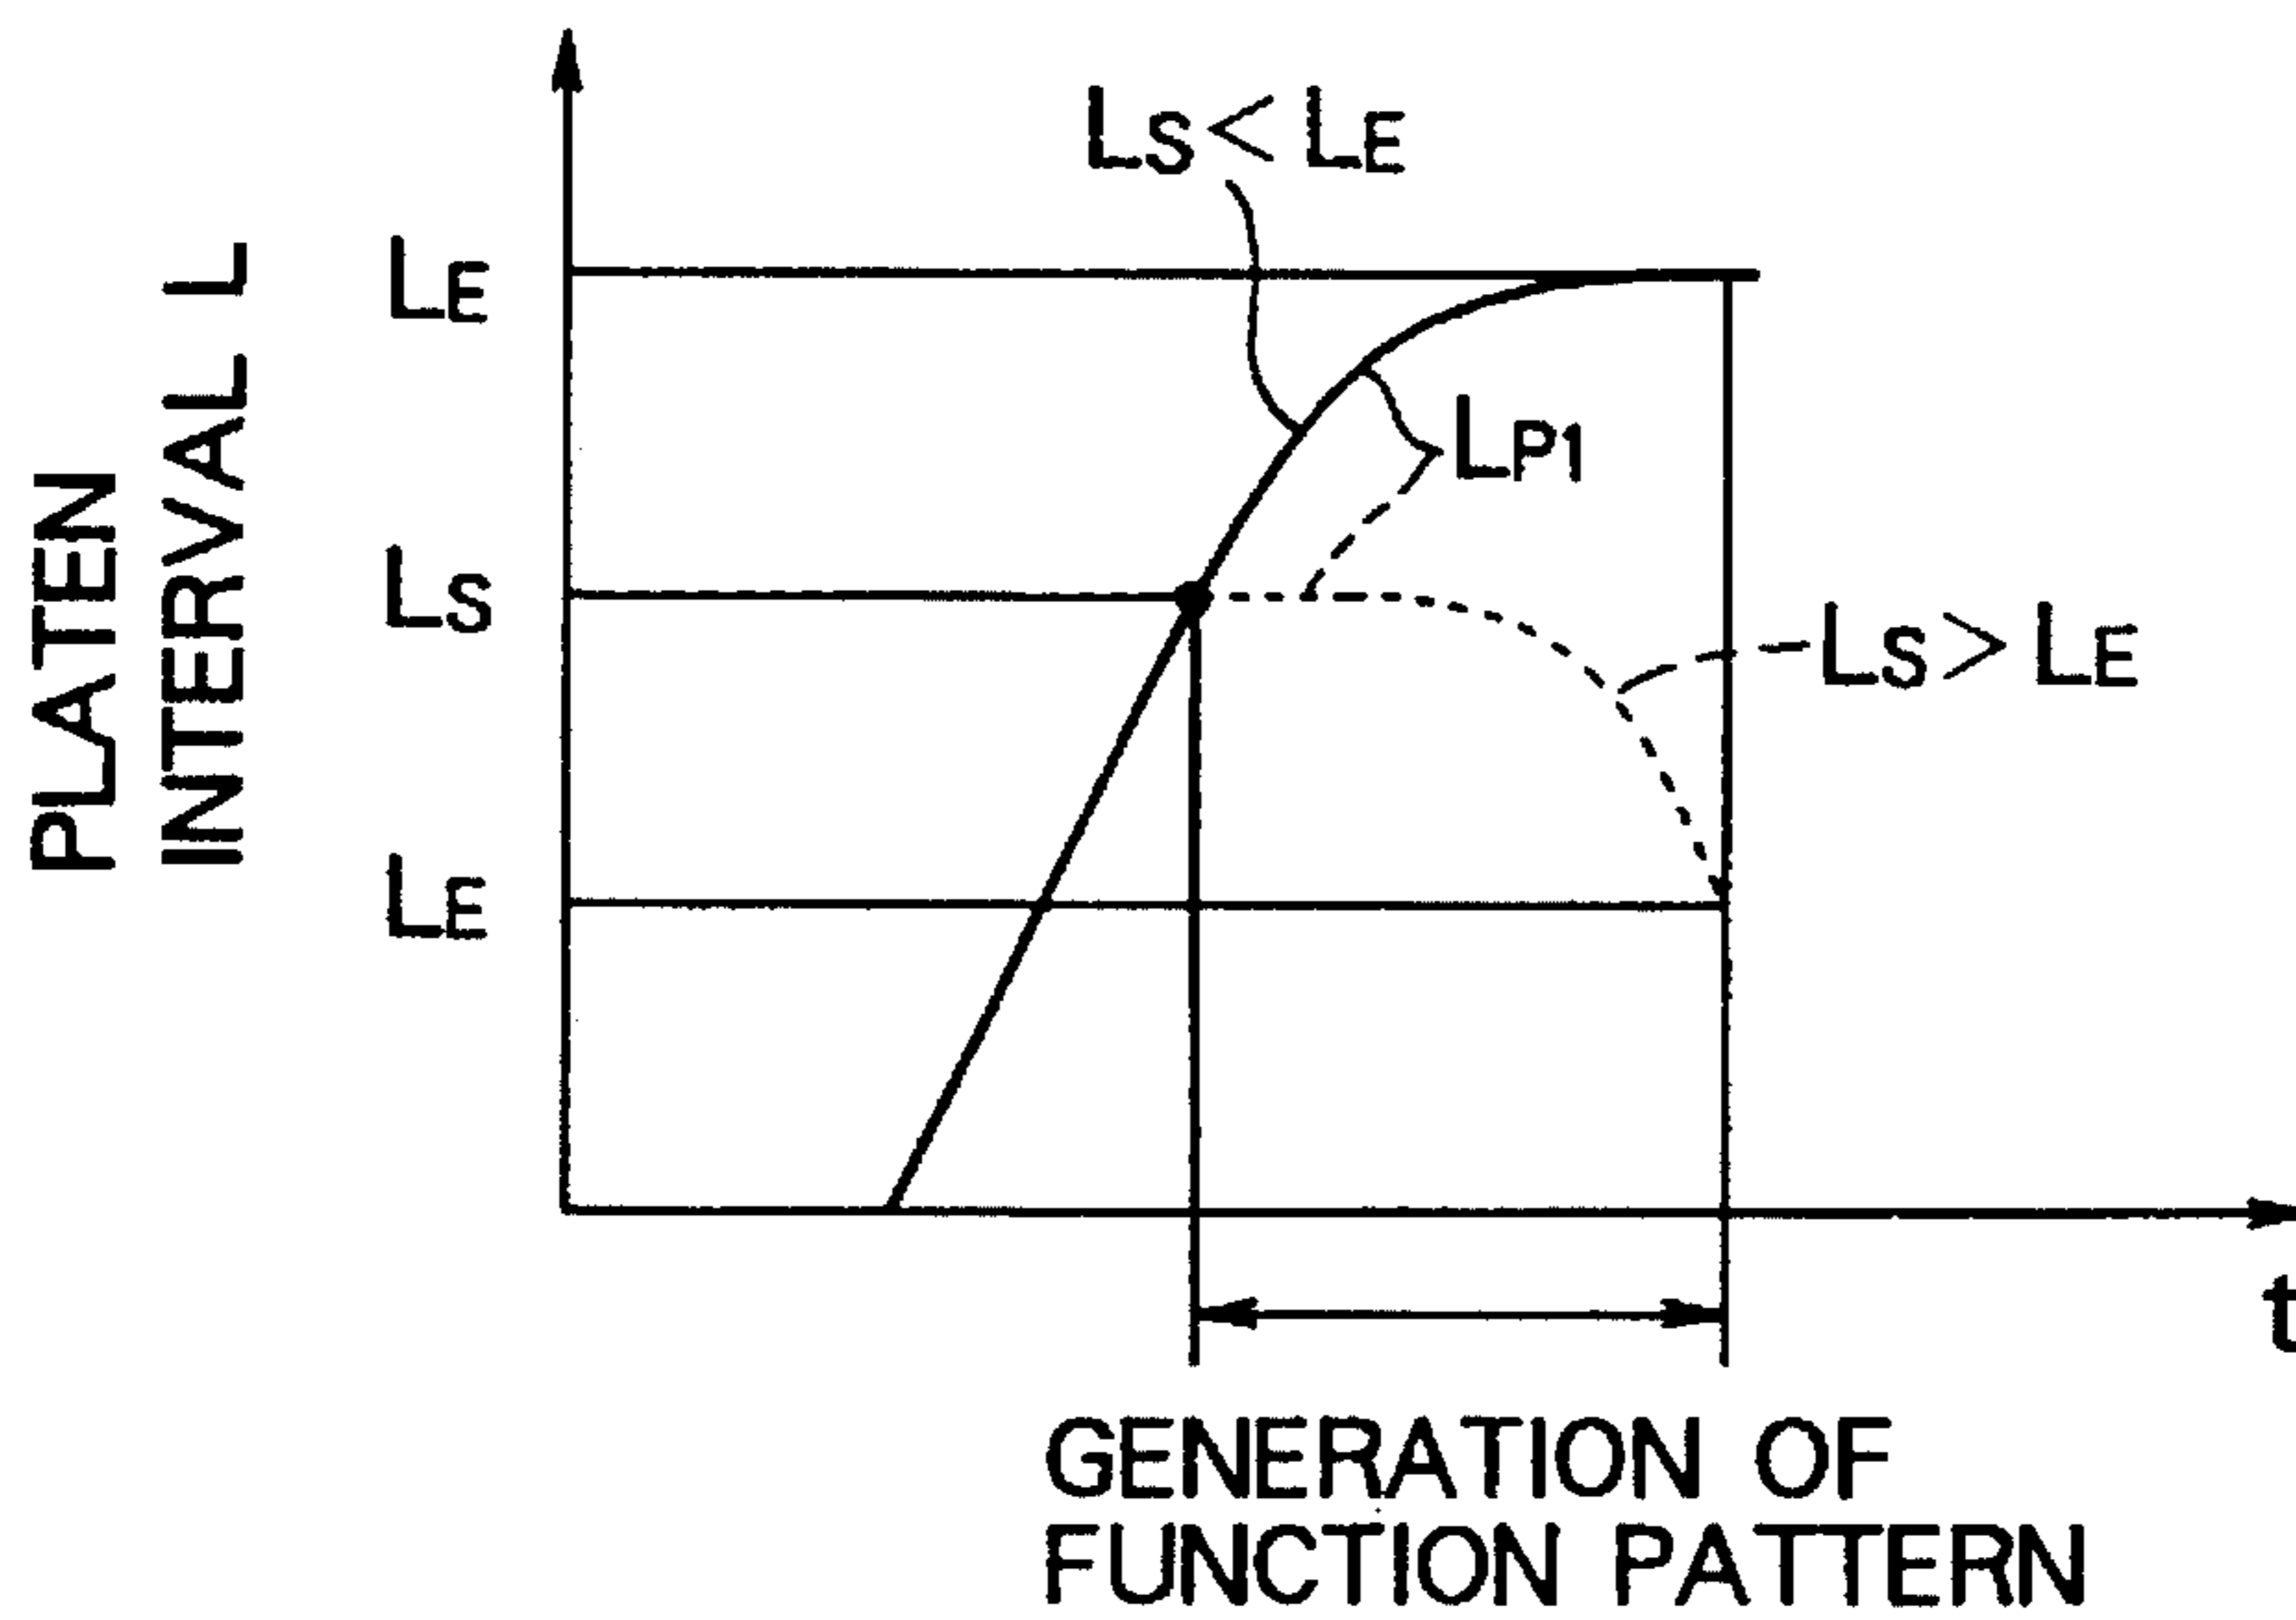 PLATEN
INTERVAL L
LE
LS
LE
LS < LE
LP1
LS > LE
t
GENERATION OF
FUNCTION PATTERN